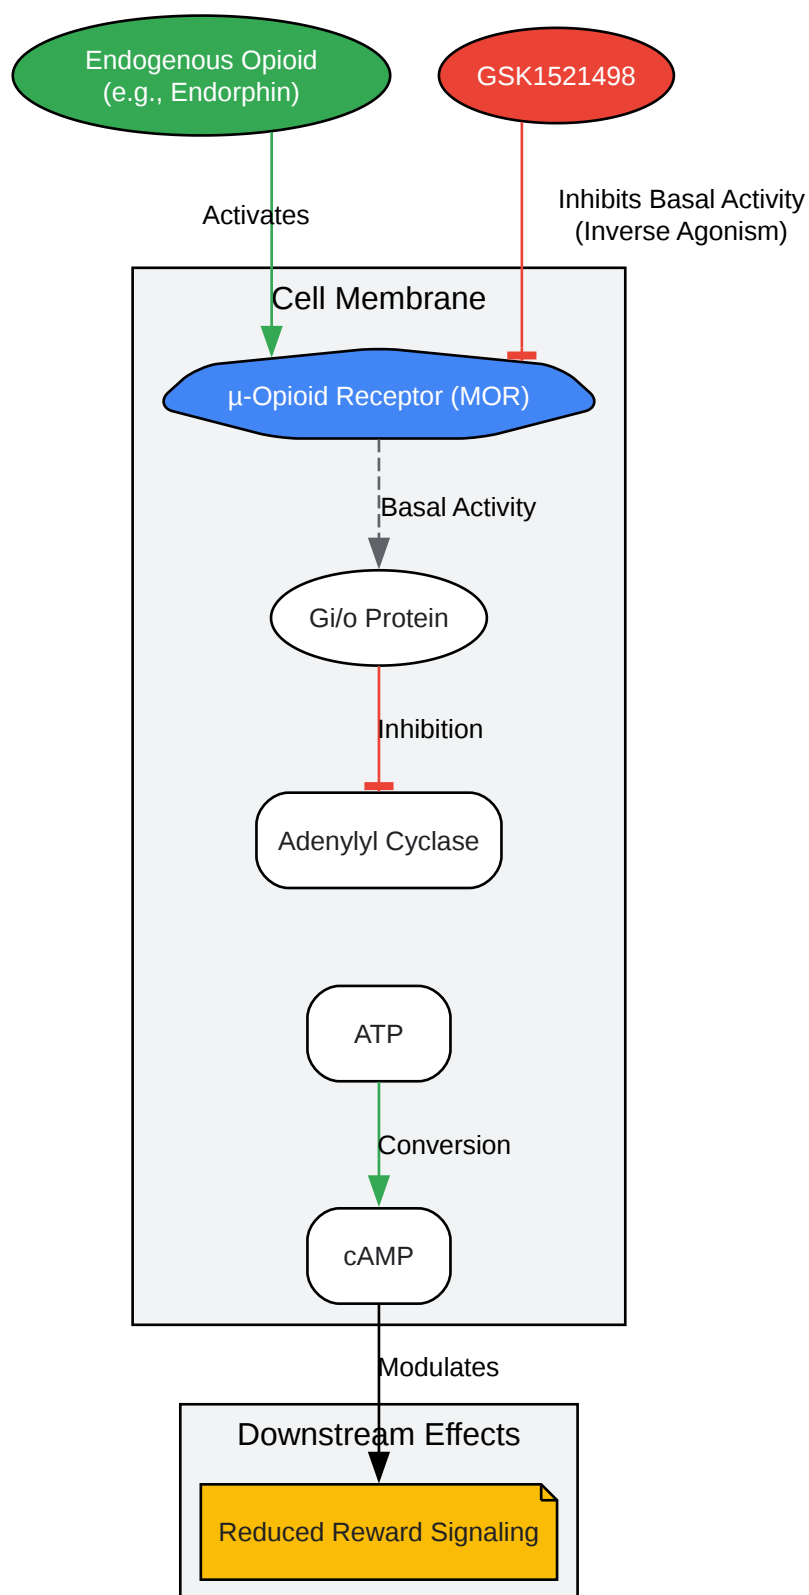 Endogenous Opioid
(e.g., Endorphin)
GSK1521498
Activates
Inhibits Basal Activity
(Inverse Agonism)
Cell Membrane
µ-Opioid Receptor (MOR)
Basal Activity
Gi/o Protein
Inhibition
Adenylyl Cyclase
ATP
Conversion
cAMP
Modulates
Downstream Effects
Reduced Reward Signaling